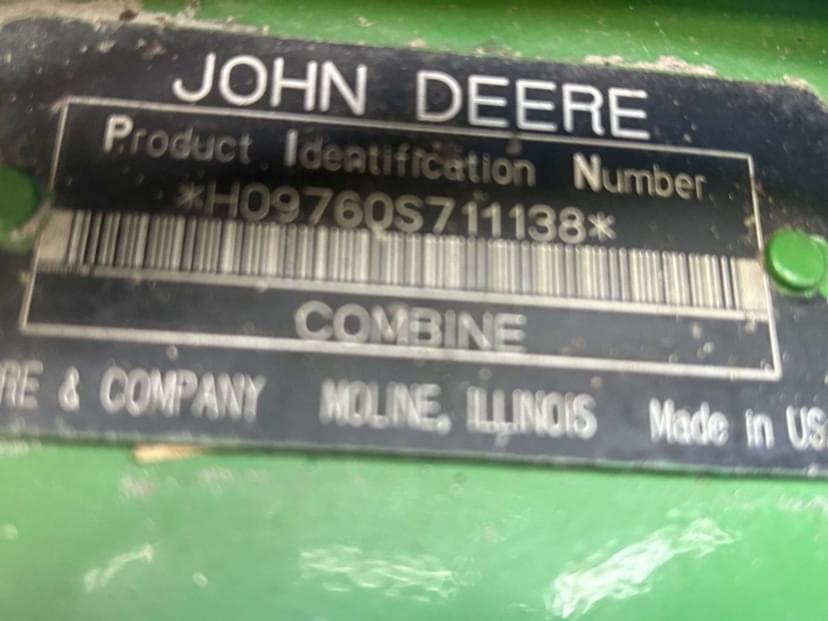 JOHN DEERE
Product Identification Number
*H09760S711138*
COMBINE
RE & COMPANY MOLINE, ILLINOIS Made in US